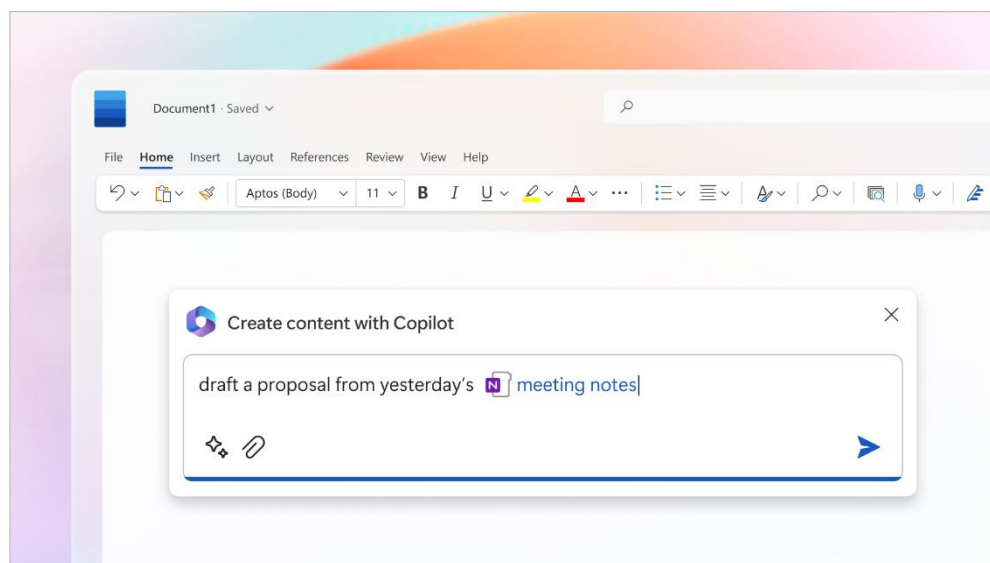 Document1 · Saved
File Home Insert Layout References Review View Help
Aptos (Body) 11 B I U A A
Create content with Copilot
draft a proposal from yesterday's N meeting notes